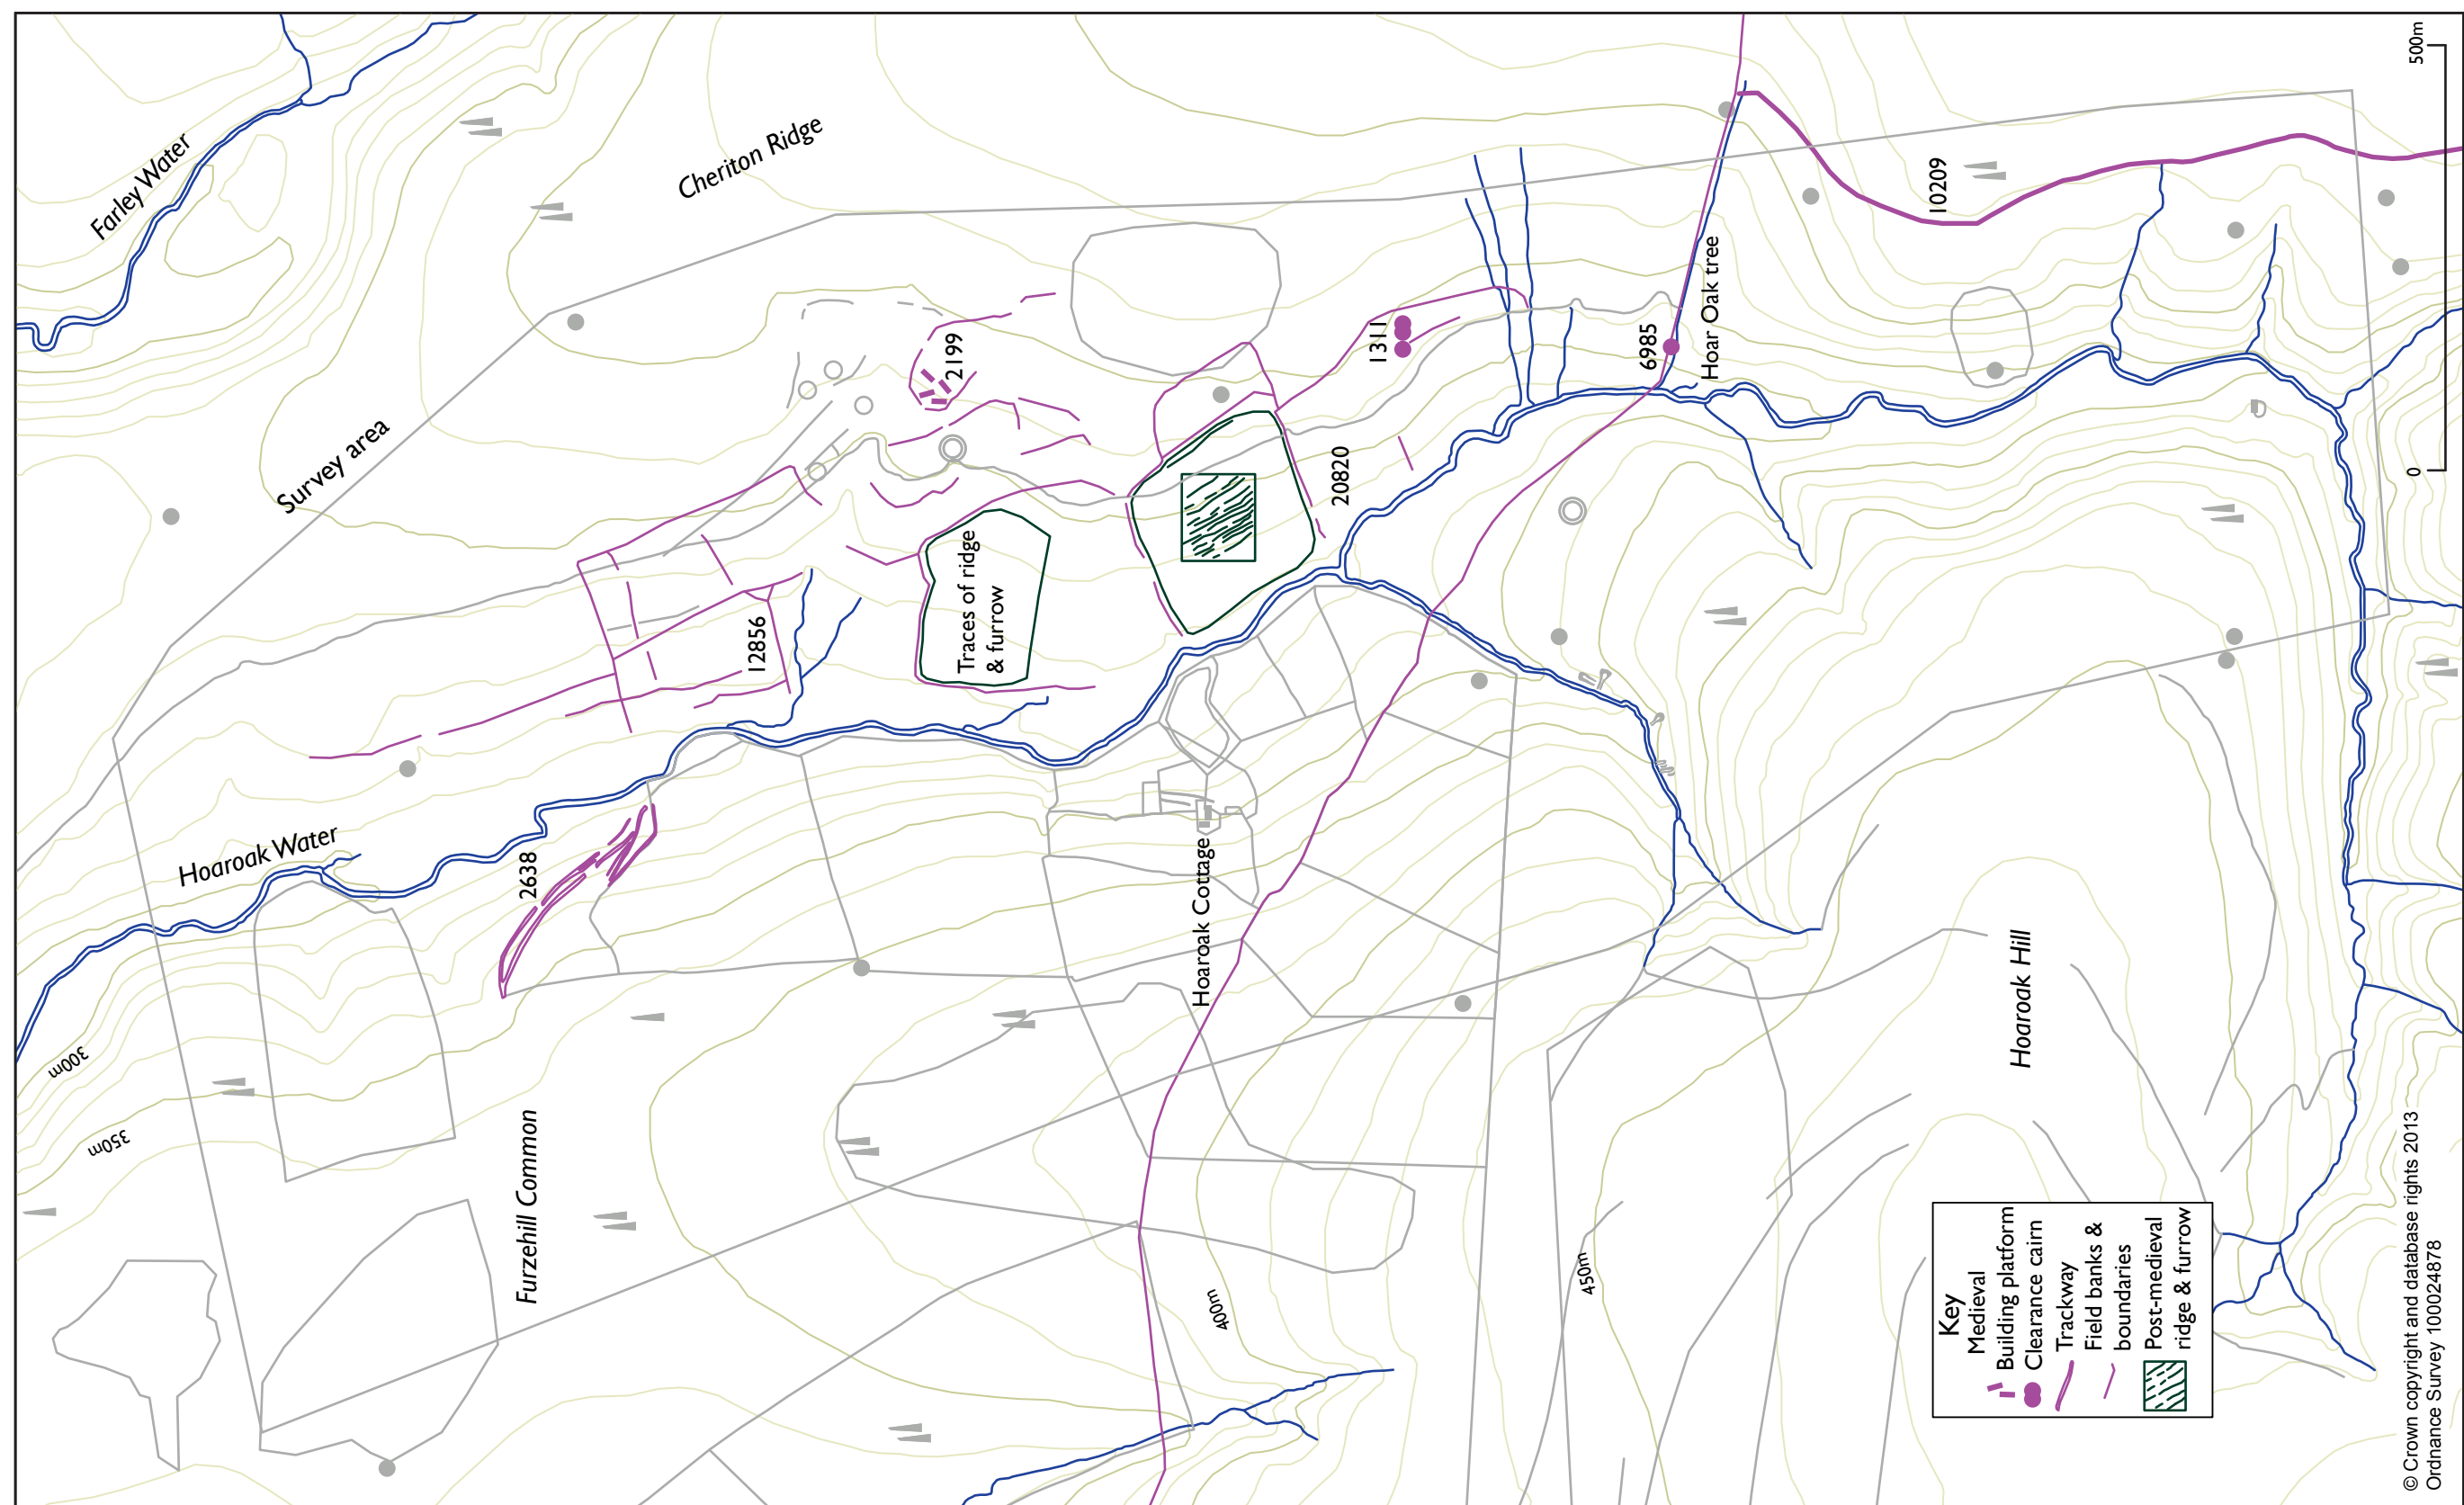 Farley Water
Cheriton Ridge
Survey area
Hoaroak Water
300m
350m
2638
Furzehill Common
12856
2199
Traces of ridge
& furrow
1311
20820
6985
Hoar Oak tree
10209
Hoaroak Cottage
400m
450m
Hoaroak Hill
Key
Medieval
Building platform
Clearance cairn
Trackway
Field banks &
boundaries
Post-medieval
ridge & furrow
0
500m
© Crown copyright and database rights 2013
Ordnance Survey 100024878